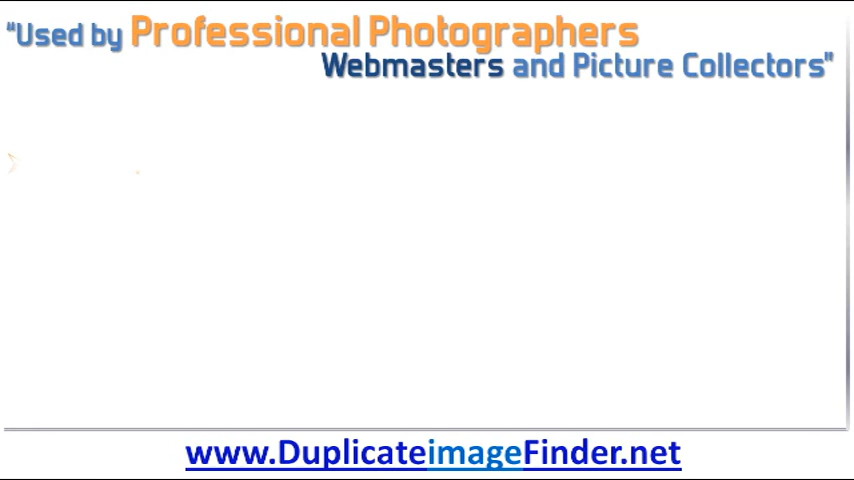 "Used by Professional Photographers
Webmasters and Picture Collectors"
www.DuplicateimageFinder.net